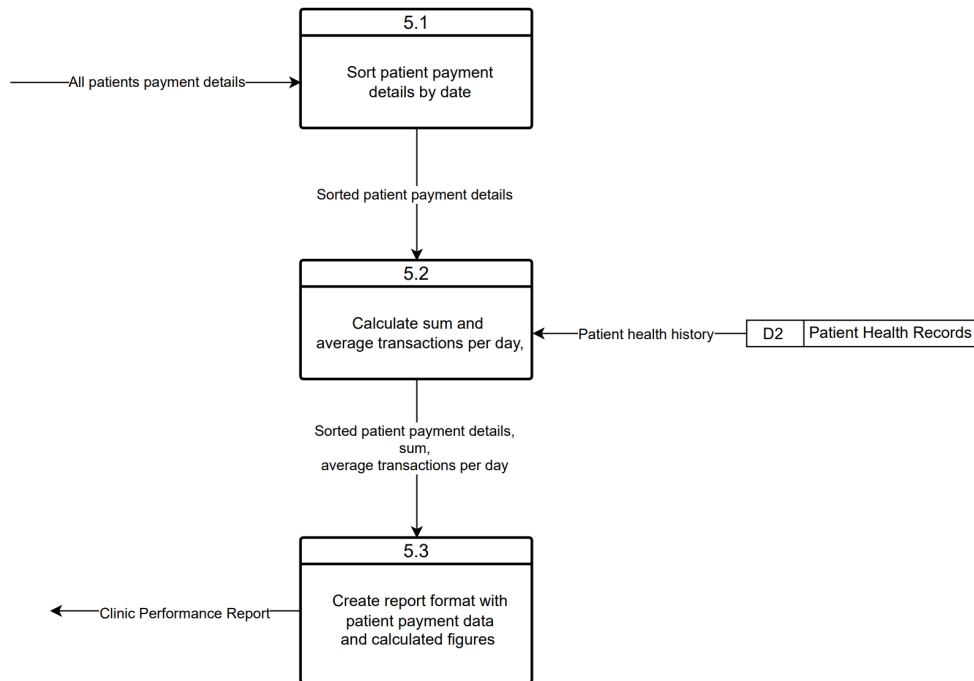 5.1
All patients payment details
Sort patient payment
details by date
Sorted patient payment details
5.2
Calculate sum and
average transactions per day,
Patient health history
D2
Patient Health Records
Sorted patient payment details,
sum,
average transactions per day
5.3
Clinic Performance Report
Create report format with
patient payment data
and calculated figures